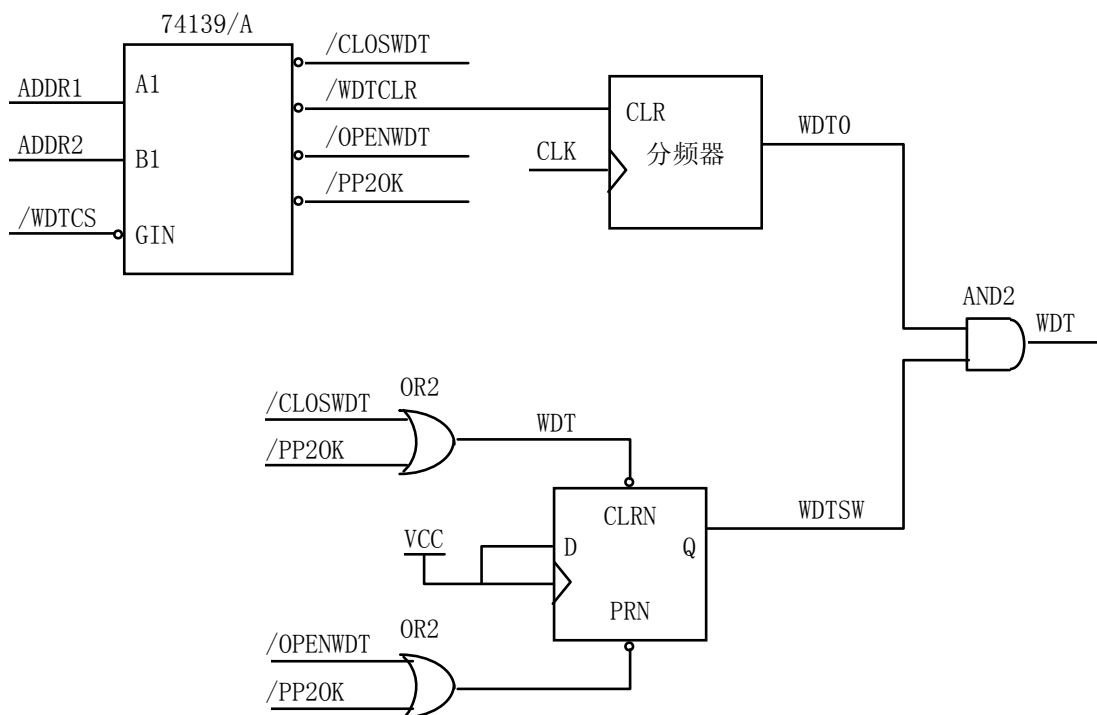 74139/A
ADDR1
ADDR2
/WDTCS
A1
B1
GIN
/CLOSWDT
/WDTCLR
/OPENWDT
/PP2OK
CLK
CLR
分频器
WDTO
AND2
WDT
OR2
/CLOSWDT
/PP2OK
WDT
CLRN
D
Q
PRN
WDTSW
VCC
OR2
/OPENWDT
/PP2OK